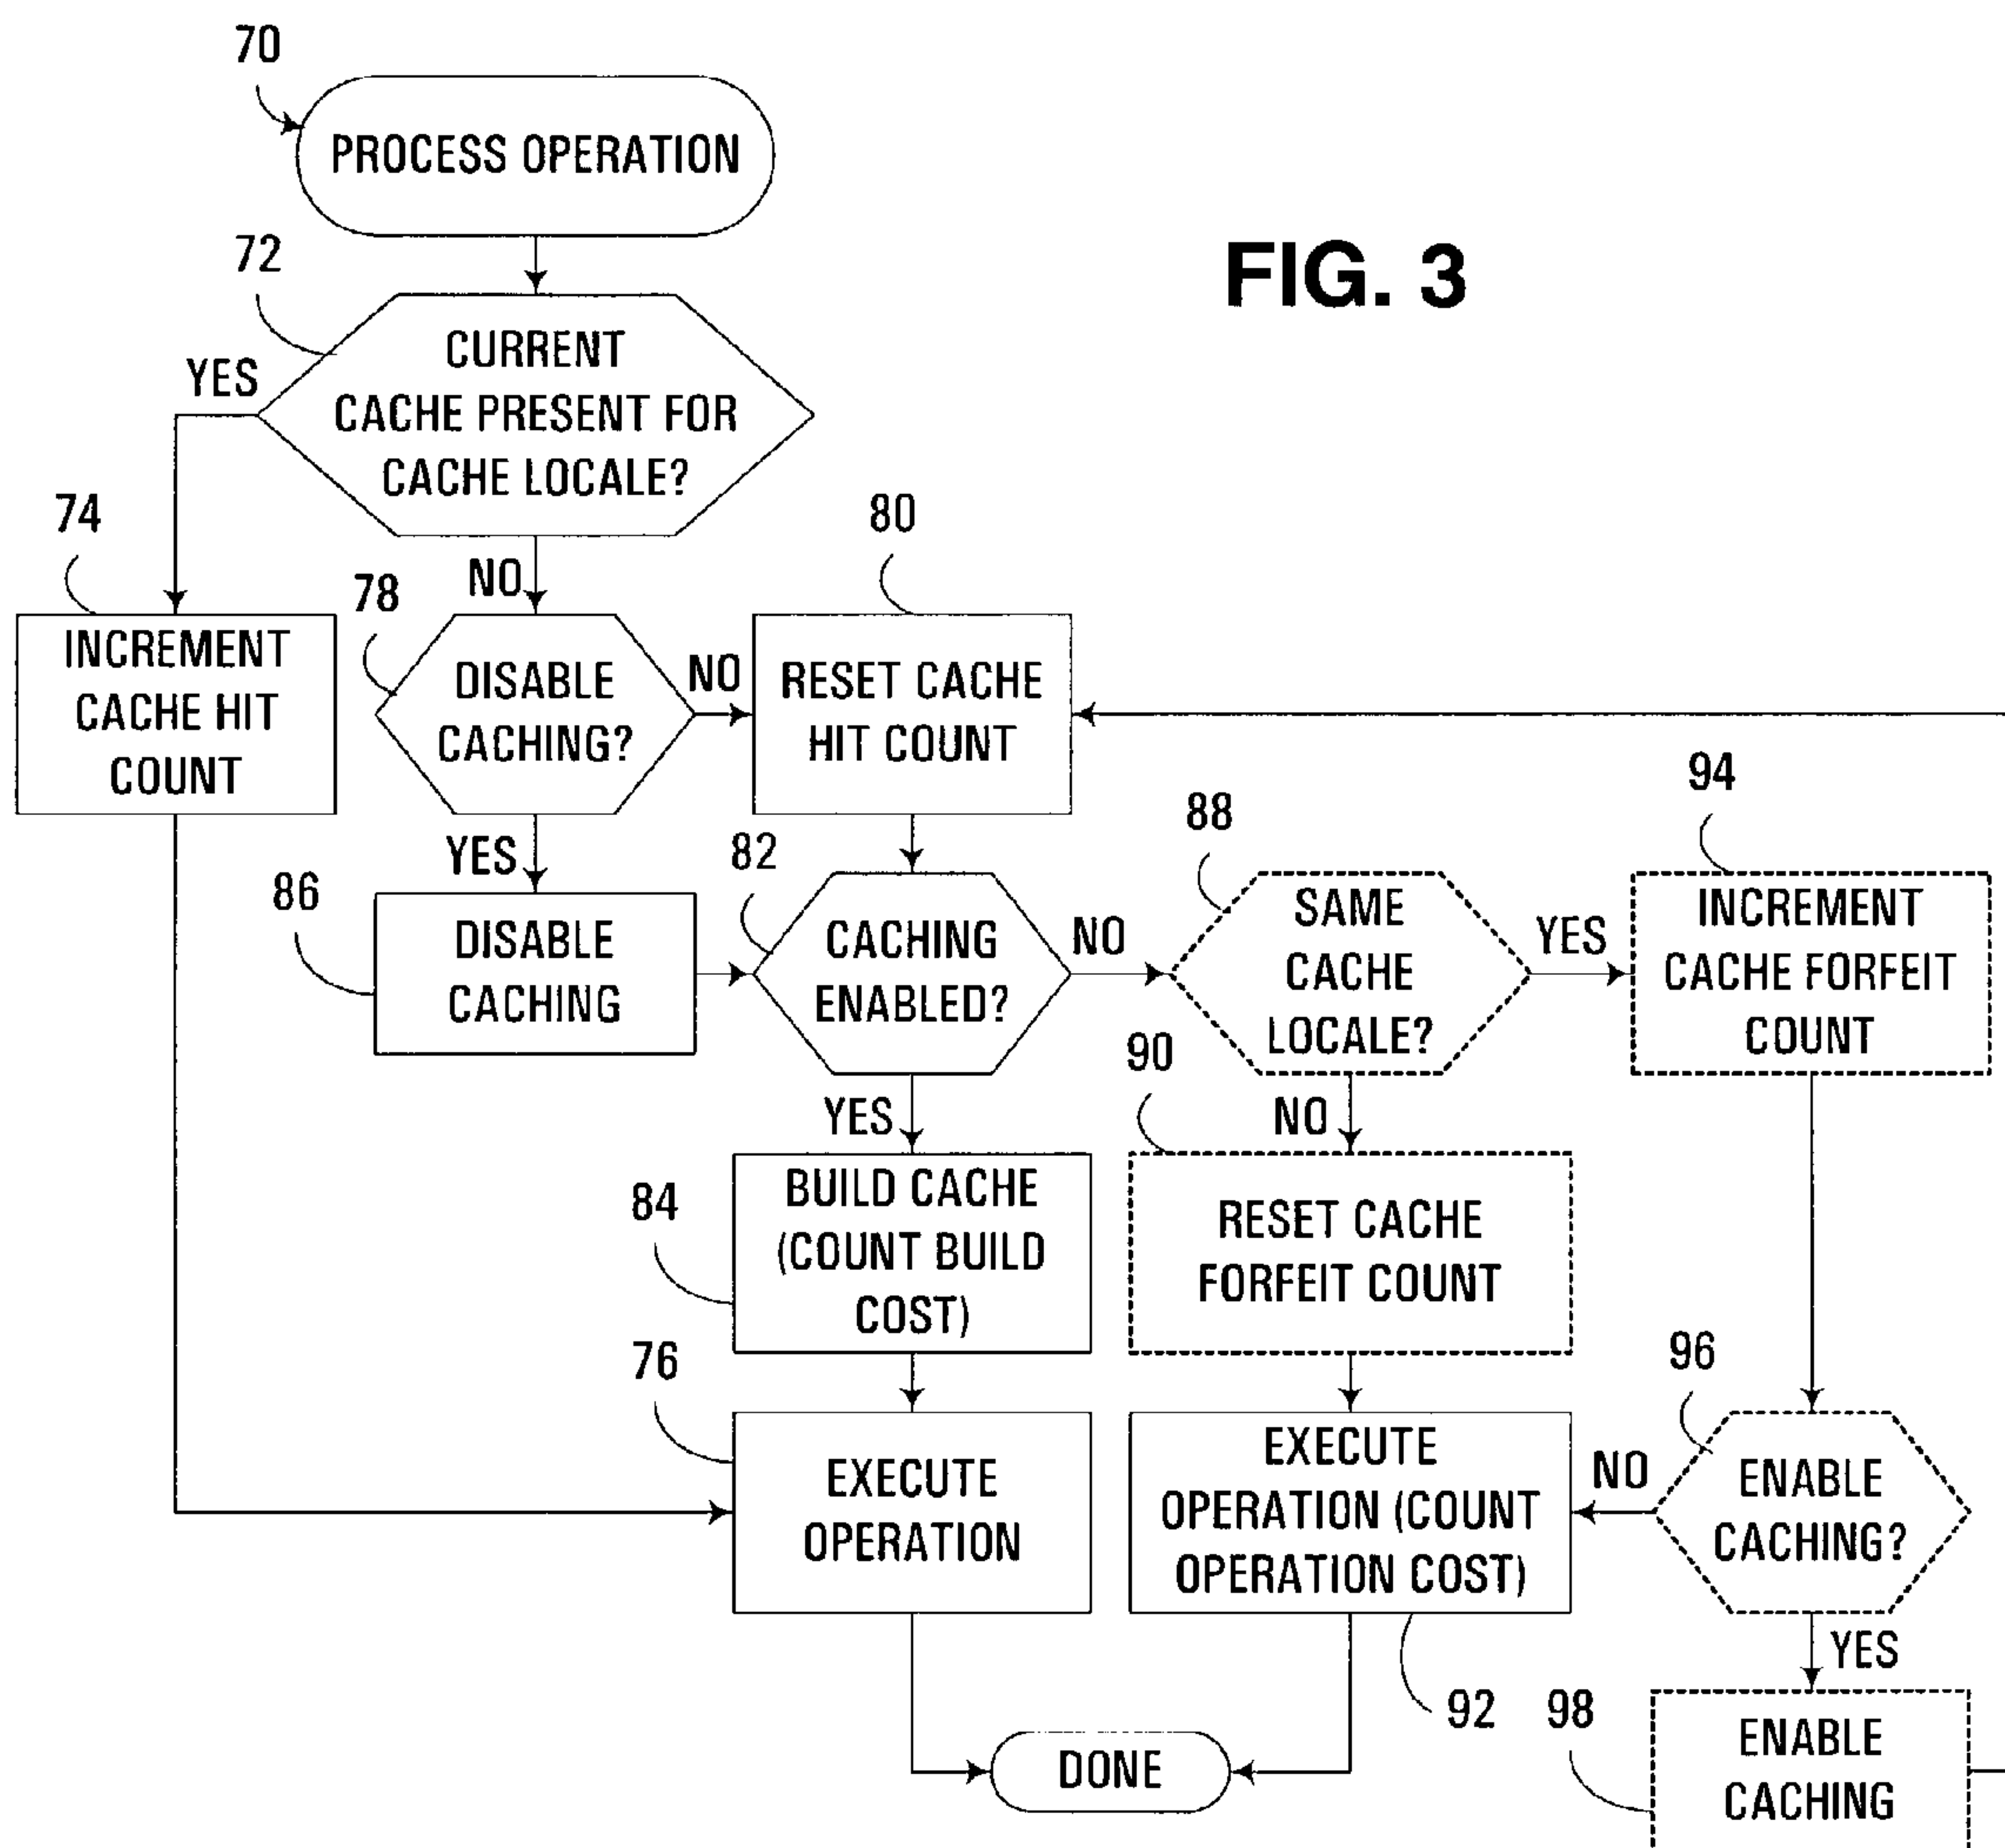 70
PROCESS OPERATION
FIG. 3
72
CURRENT
CACHE PRESENT FOR
CACHE LOCALE?
YES
NO
74
INCREMENT
CACHE HIT
COUNT
78
DISABLE
CACHING?
NO
YES
80
RESET CACHE
HIT COUNT
86
DISABLE
CACHING
82
CACHING
ENABLED?
NO
YES
88
SAME
CACHE
LOCALE?
YES
NO
94
INCREMENT
CACHE FORFEIT
COUNT
84
BUILD CACHE
(COUNT BUILD
COST)
90
RESET CACHE
FORFEIT COUNT
76
EXECUTE
OPERATION
EXECUTE
OPERATION (COUNT
OPERATION COST)
92
96
ENABLE
CACHING?
NO
YES
98
ENABLE
CACHING
DONE